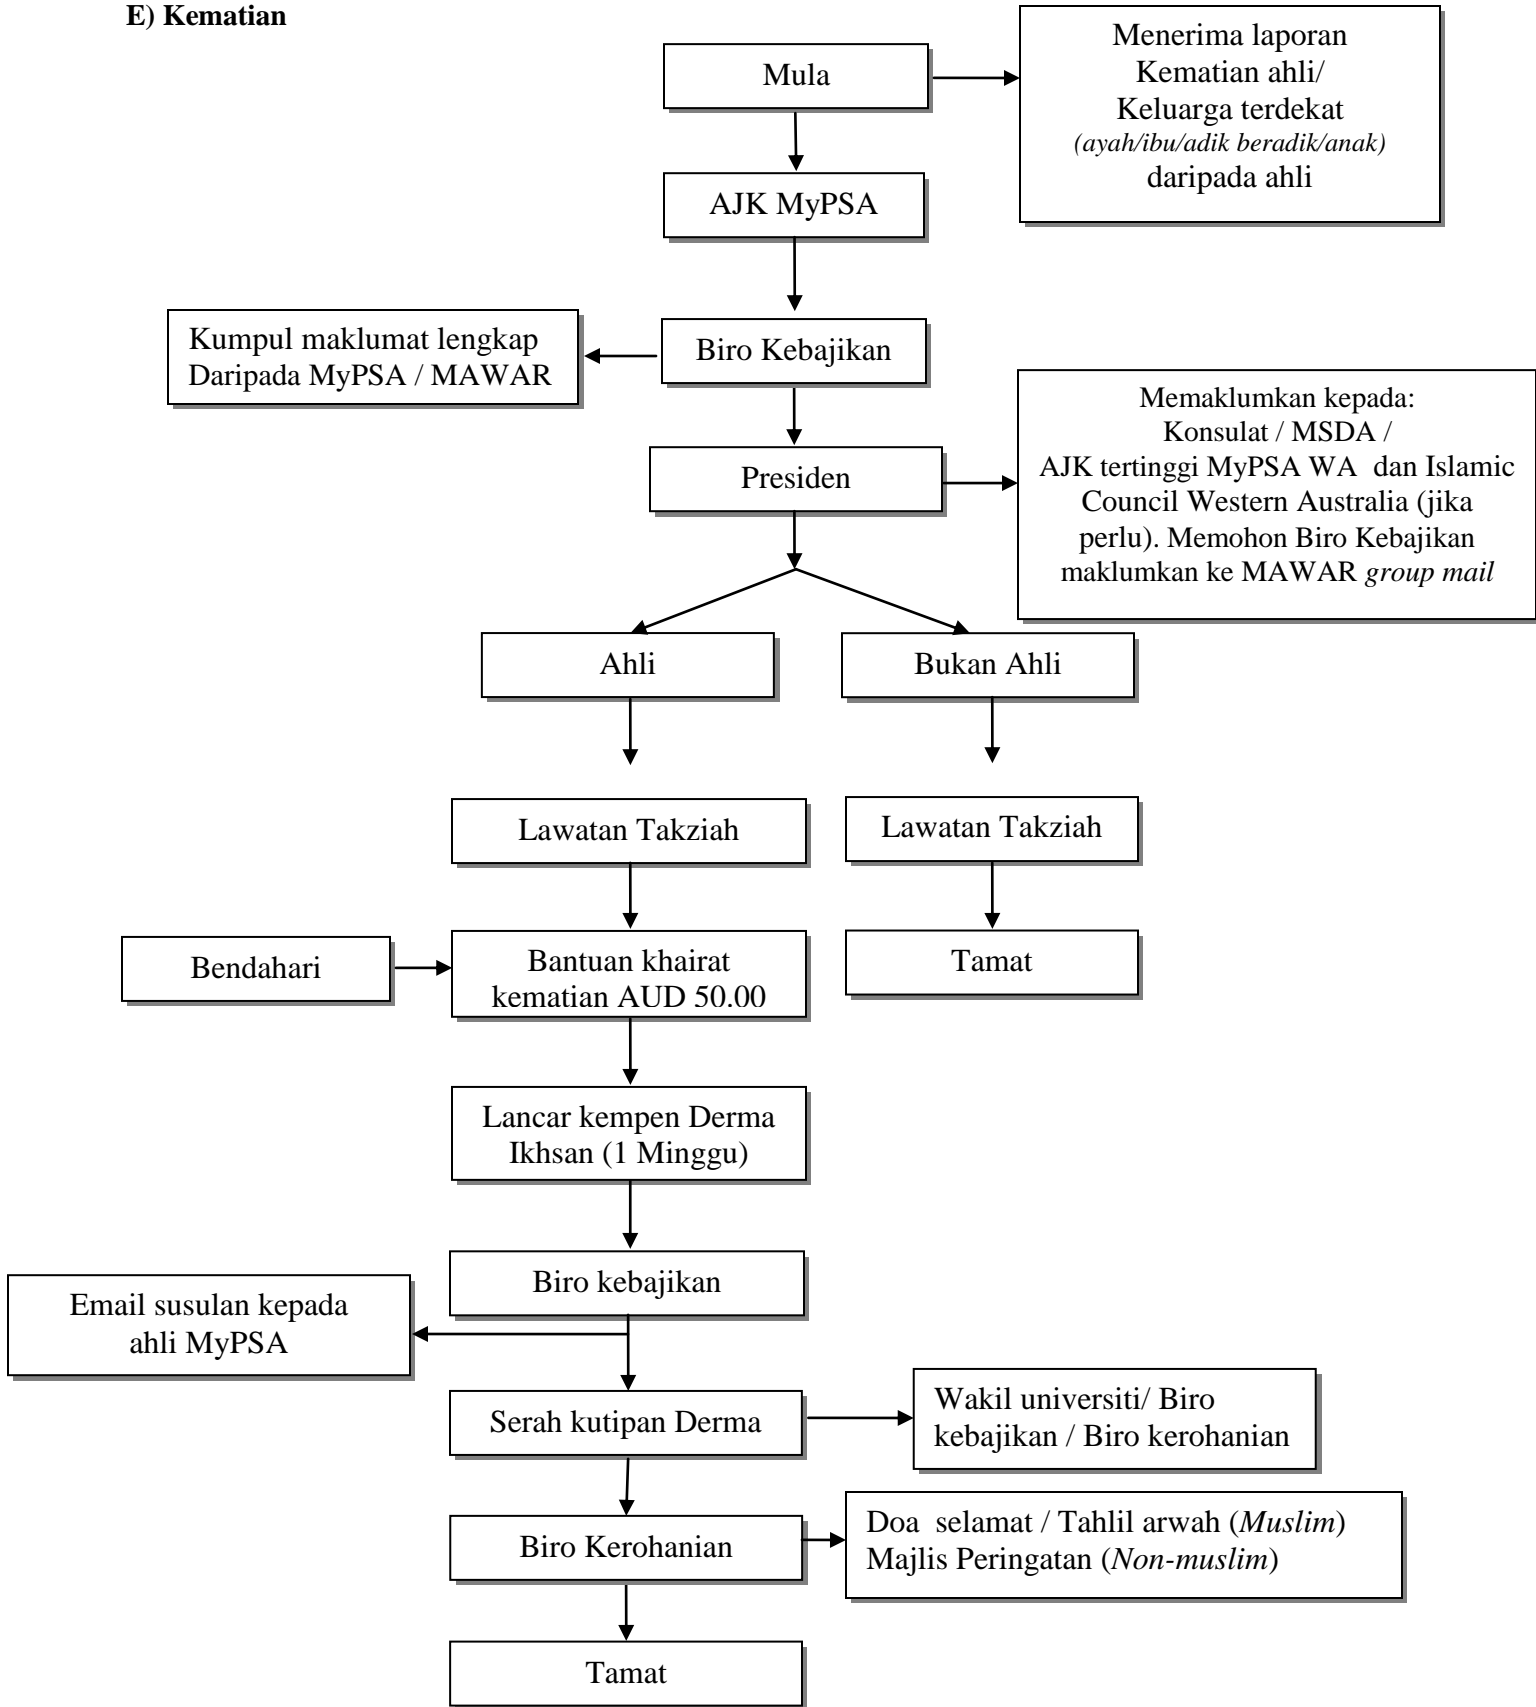 E) Kematian
Mula
Menerima laporan
Kematian ahli/
Keluarga terdekat
(ayah/ibu/adik beradik/anak)
daripada ahli
AJK MyPSA
Kumpul maklumat lengkap
Daripada MyPSA / MAWAR
Biro Kebajikan
Presiden
Memaklumkan kepada:
Konsulat / MSDA /
AJK tertinggi MyPSA WA dan Islamic
Council Western Australia (jika
perlu). Memohon Biro Kebajikan
maklumkan ke MAWAR group mail
Ahli
Bukan Ahli
Lawatan Takziah
Lawatan Takziah
Bendahari
Bantuan khairat
kematian AUD 50.00
Tamat
Lancar kempen Derma
Ikhsan (1 Minggu)
Biro kebajikan
Email susulan kepada
ahli MyPSA
Serah kutipan Derma
Wakil universiti/ Biro
kebajikan / Biro kerohanian
Biro Kerohanian
Doa selamat / Tahlil arwah (Muslim)
Majlis Peringatan (Non-muslim)
Tamat